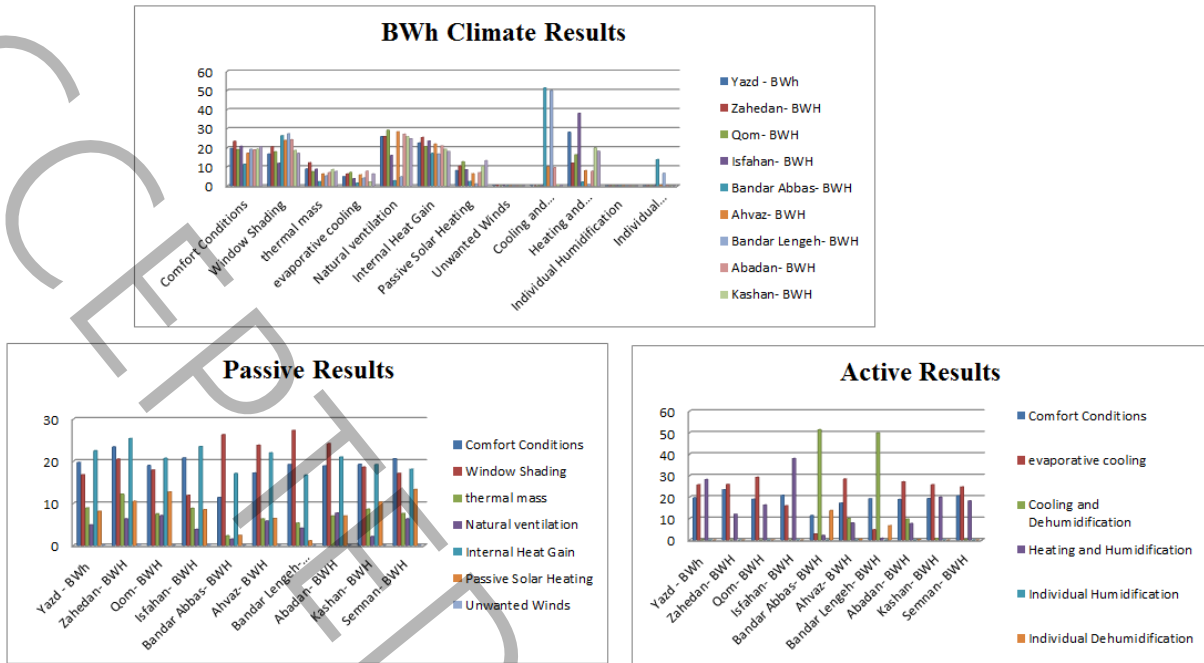 BWh Climate Results
60
50
40
30
20
10
0
Comfort Conditions
Window Shading
thermal mass
evaporative cooling
Natural ventilation
Internal Heat Gain
Passive Solar Heating
Unwanted Winds
Cooling and...
Heating and...
Individual Humidification
Individual...
Yazd - BWh
Zahedan- BWH
Qom- BWH
Isfahan- BWH
Bandar Abbas- BWH
Ahvaz- BWH
Bandar Lengeh- BWH
Abadan- BWH
Kashan- BWH
Passive Results
30
20
10
0
Yazd - BWh
Zahedan- BWH
Qom- BWH
Isfahan- BWH
Bandar Abbas- BWH
Ahvaz- BWH
Bandar Lengeh-...
Abadan- BWH
Kashan- BWH
Semnan- BWH
Comfort Conditions
Window Shading
thermal mass
Natural ventilation
Internal Heat Gain
Passive Solar Heating
Unwanted Winds
Active Results
60
50
40
30
20
10
0
Yazd - BWh
Zahedan- BWH
Qom- BWH
Isfahan- BWH
Bandar Abbas- BWH
Ahvaz- BWH
Bandar Lengeh- BWH
Abadan- BWH
Kashan- BWH
Semnan- BWH
Comfort Conditions
evaporative cooling
Cooling and
Dehumidification
Heating and Humidification
Individual Humidification
Individual Dehumidification
CCEPTED